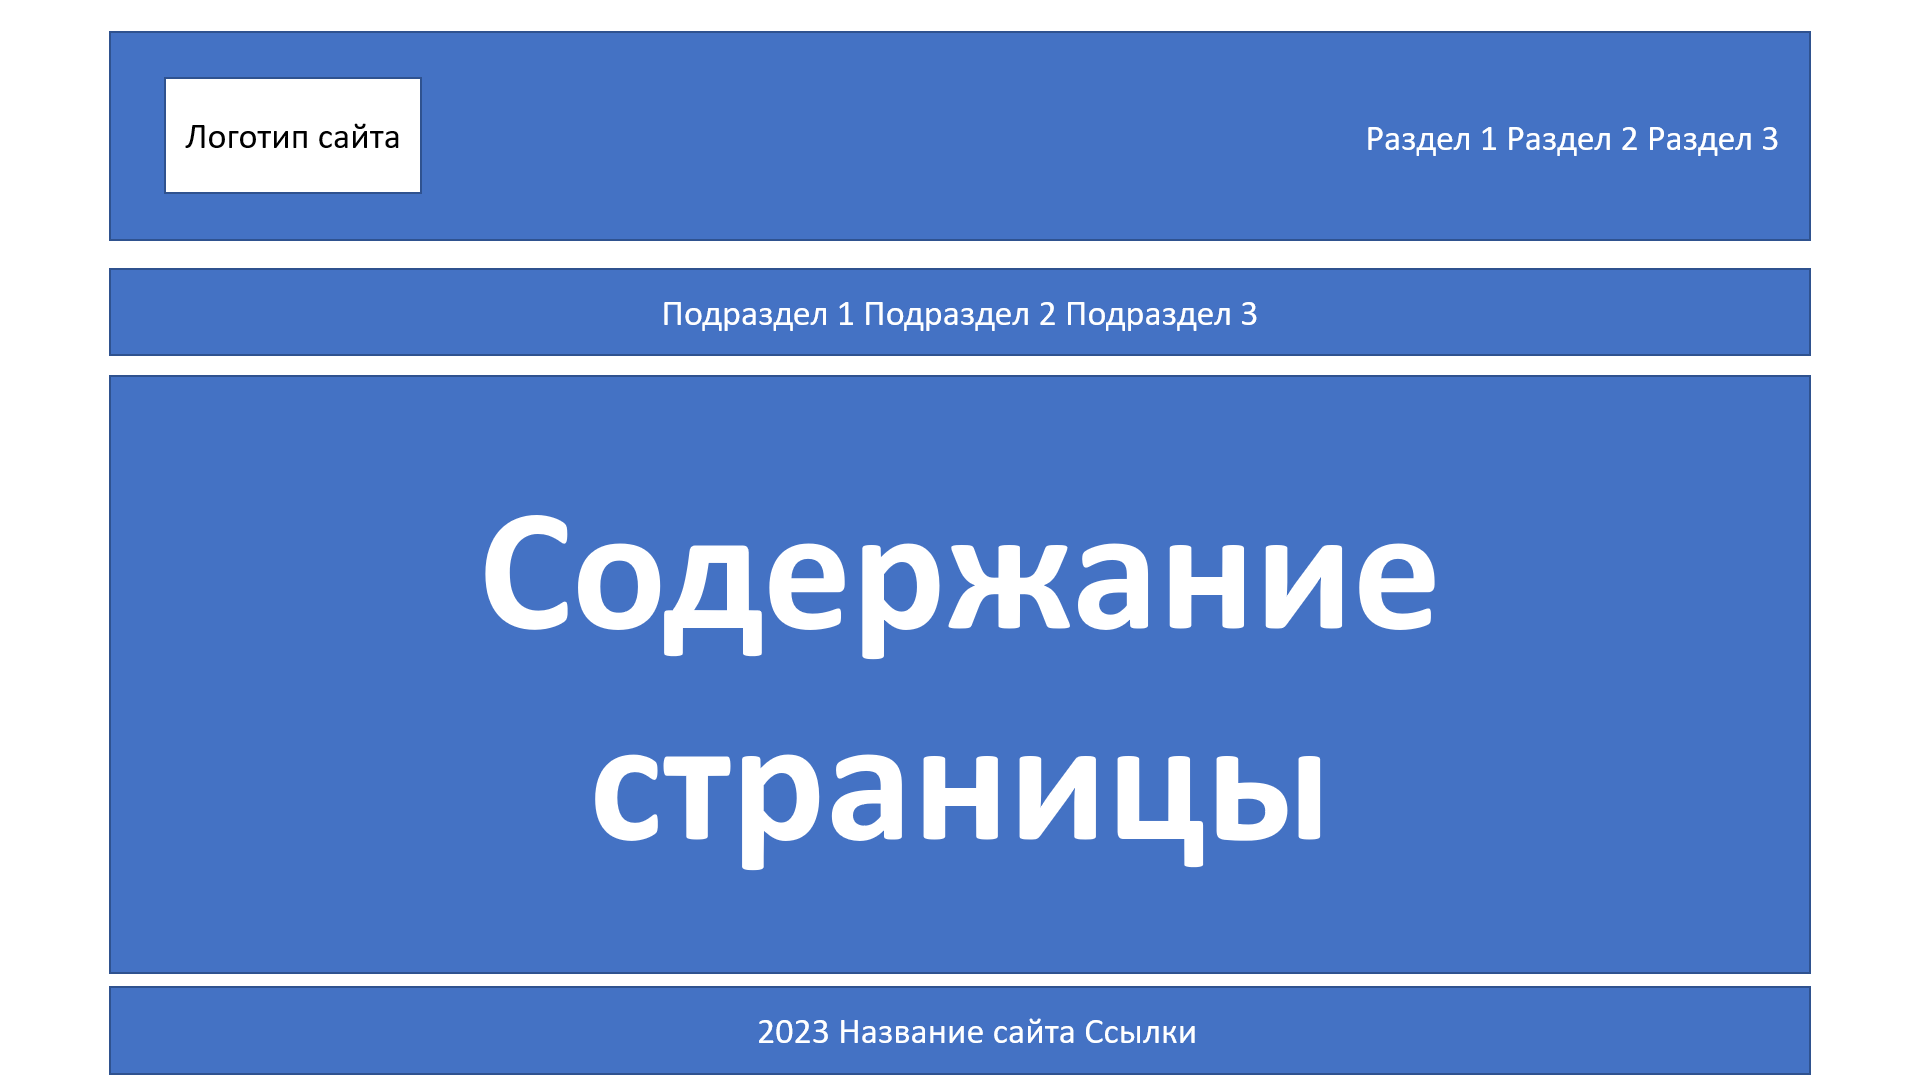 Логотип сайта
Раздел 1 Раздел 2 Раздел 3
Подраздел 1 Подраздел 2 Подраздел 3
Содержание
страницы
2023 Название сайта Ссылки